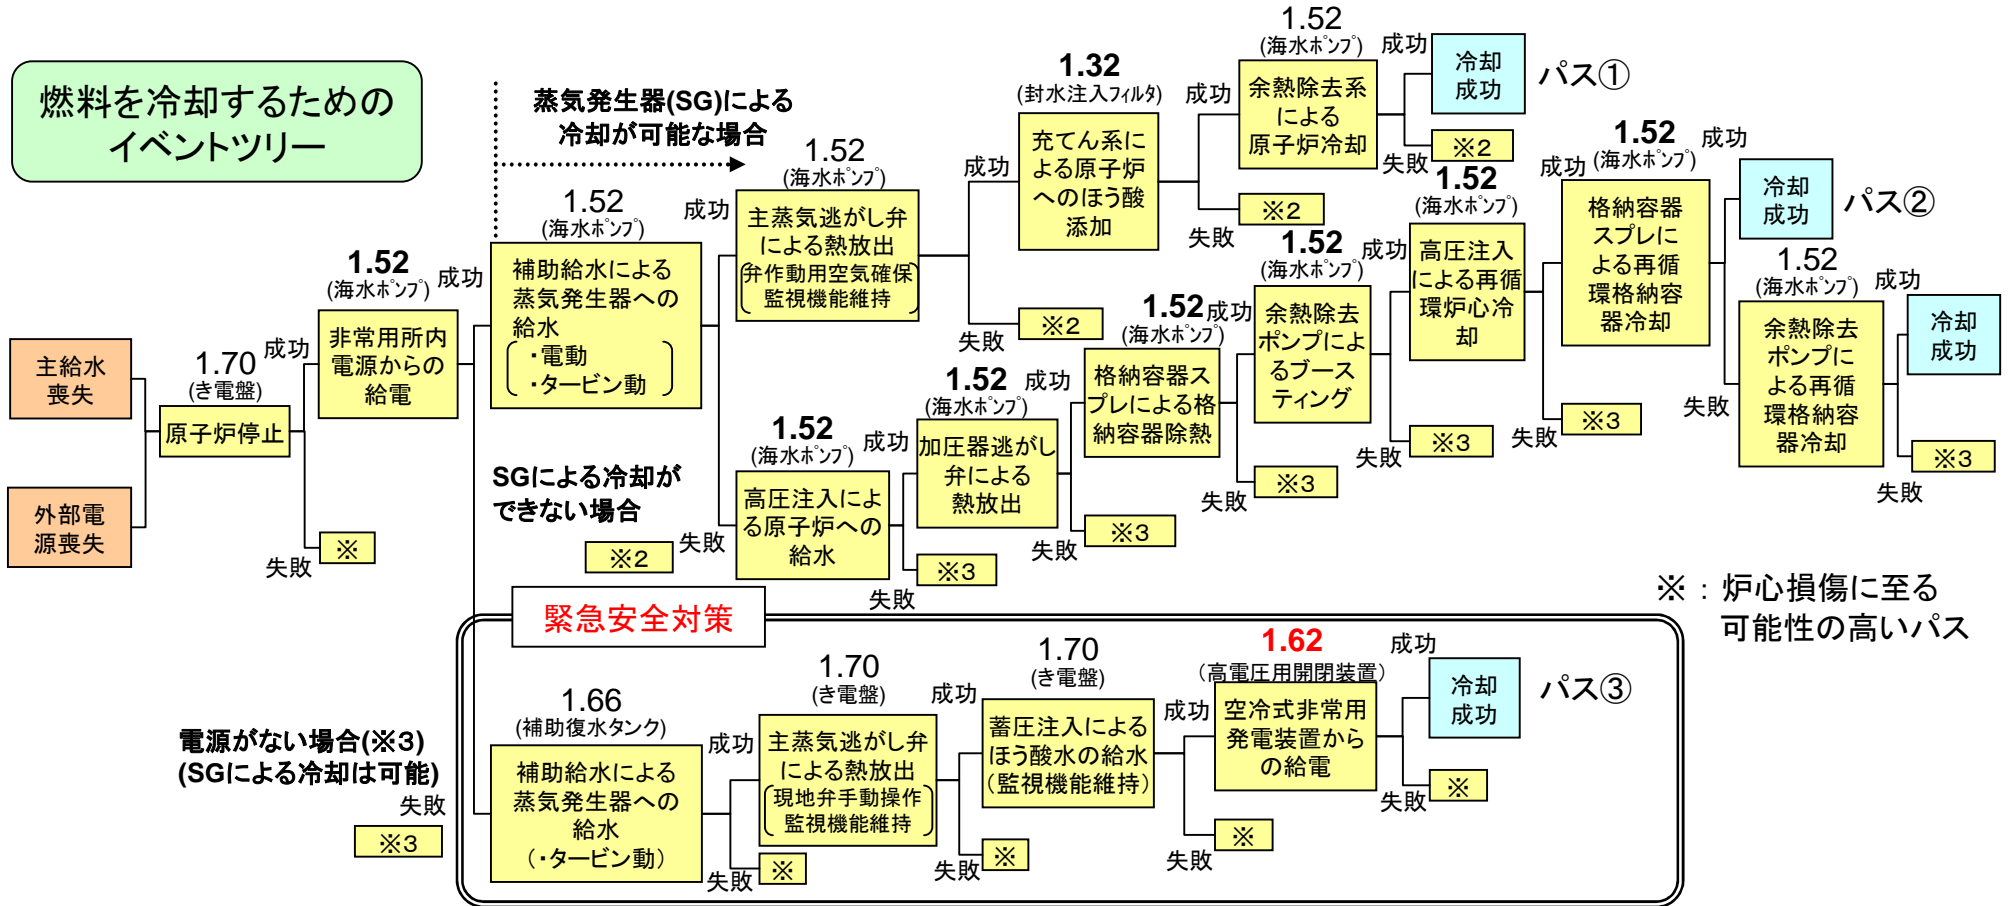 燃料を冷却するための
イベントツリー
蒸気発生器(SG)による
冷却が可能な場合
主給水
喪失
外部電
源喪失
1.70
(き電盤)
原子炉停止
成功
失敗
※
1.52
(海水ポンプ)
非常用所内
電源からの
給電
成功
1.52
(海水ポンプ)
補助給水による
蒸気発生器への
給水
・電動
・タービン動
成功
1.52
(海水ポンプ)
主蒸気逃がし弁
による熱放出
弁作動用空気確保
監視機能維持
成功
失敗
※2
1.32
(封水注入フィルタ)
充てん系に
よる原子炉
へのほう酸
添加
成功
失敗
※2
1.52
(海水ポンプ)
余熱除去系
による
原子炉冷却
成功
失敗
※2
冷却
成功
パス①
SGによる冷却が
できない場合
※2
失敗
1.52
(海水ポンプ)
高圧注入によ
る原子炉への
給水
成功
失敗
※3
1.52
(海水ポンプ)
加圧器逃がし
弁による
熱放出
成功
失敗
※3
1.52
(海水ポンプ)
格納容器ス
プレによる格
納容器除熱
成功
失敗
※3
1.52
(海水ポンプ)
余熱除去
ポンプによ
るブース
ティング
成功
失敗
※3
1.52
(海水ポンプ)
高圧注入
による再循
環炉心冷
却
成功
失敗
※3
1.52
(海水ポンプ)
格納容器
スプレに
よる再循
環格納容
器冷却
成功
失敗
冷却
成功
パス②
1.52
(海水ポンプ)
余熱除去
ポンプに
よる再循
環格納容
器冷却
成功
失敗
※3
冷却
成功
※：炉心損傷に至る
可能性の高いパス
緊急安全対策
電源がない場合(※3)
(SGによる冷却は可能)
失敗
※3
1.66
(補助復水タンク)
補助給水による
蒸気発生器への
給水
（・タービン動）
成功
失敗
※
1.70
(き電盤)
主蒸気逃がし弁
による熱放出
現地弁手動操作
監視機能維持
成功
失敗
※
1.70
(き電盤)
蓄圧注入による
ほう酸水の給水
（監視機能維持）
成功
失敗
※
1.62
（高電圧用開閉装置）
空冷式非常用
発電装置から
の給電
成功
失敗
※
冷却
成功
パス③